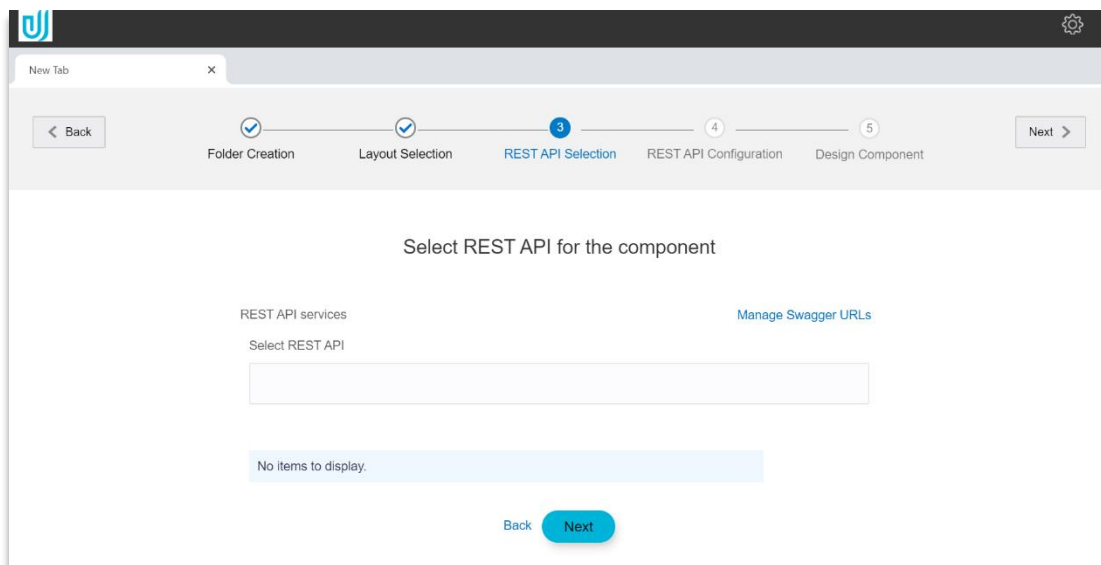 New Tab
Back
3
4
5
Next
Folder Creation
Layout Selection
REST API Selection
REST API Configuration
Design Component
Select REST API for the component
REST API services
Manage Swagger URLs
Select REST API
No items to display.
Back
Next